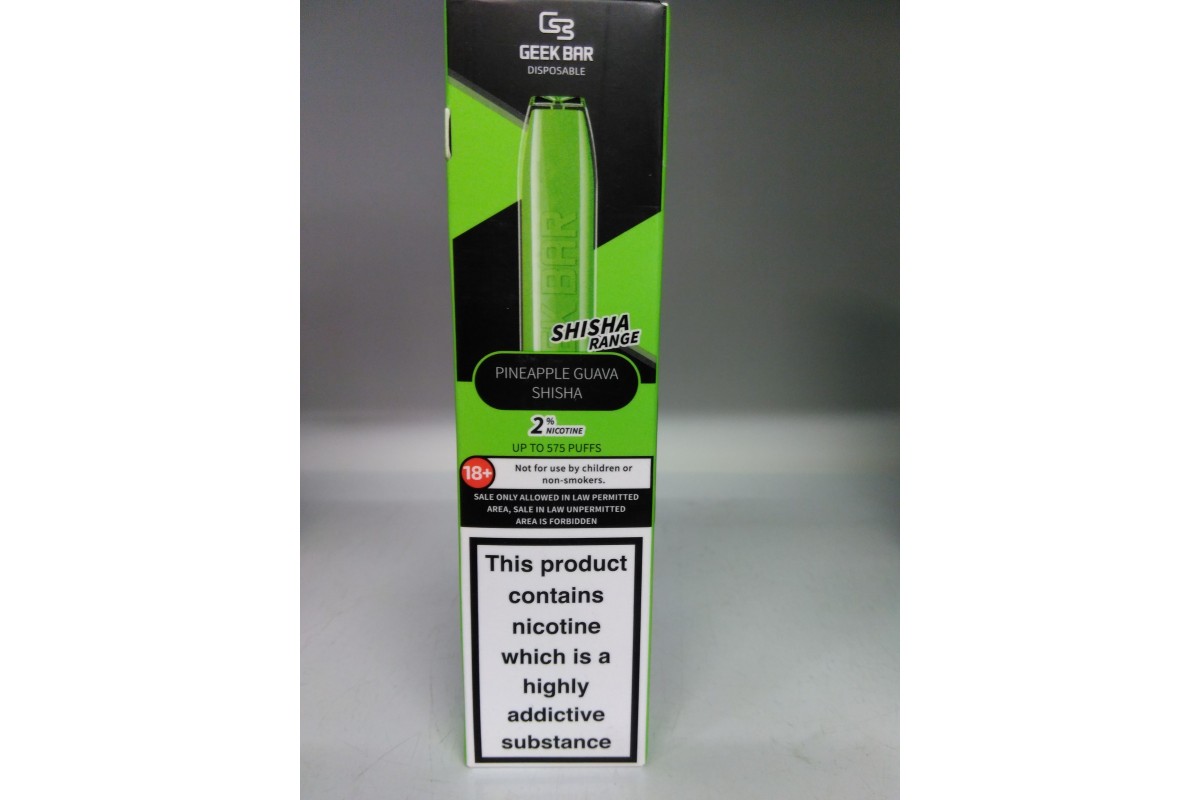 GEEK BAR
DISPOSABLE
BAR
SHISHA
RANGE
PINEAPPLE GUAVA
SHISHA
2% NICOTINE
UP TO 575 PUFFS
18+
Not for use by children or
non-smokers.
SALE ONLY ALLOWED IN LAW PERMITTED
AREA, SALE IN LAW UNPERMITTED
AREA IS FORBIDDEN
This product
contains
nicotine
which is a
highly
addictive
substance